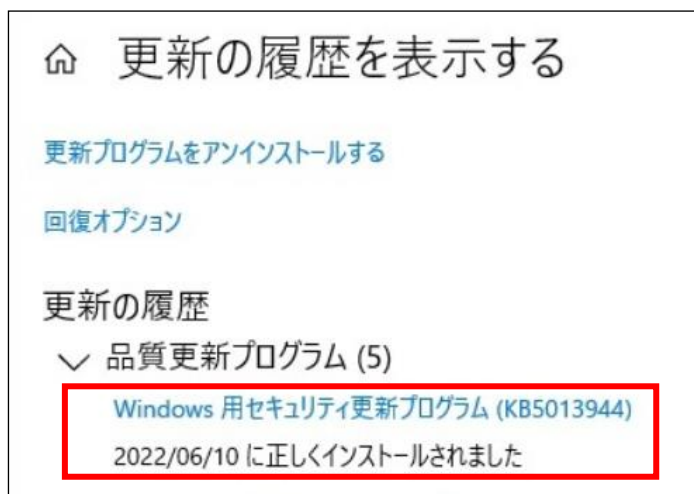 更新の履歴を表示する
更新プログラムをアンインストールする
回復オプション
更新の履歴
品質更新プログラム (5)
Windows 用セキュリティ更新プログラム (KB5013944)
2022/06/10 に正しくインストールされました